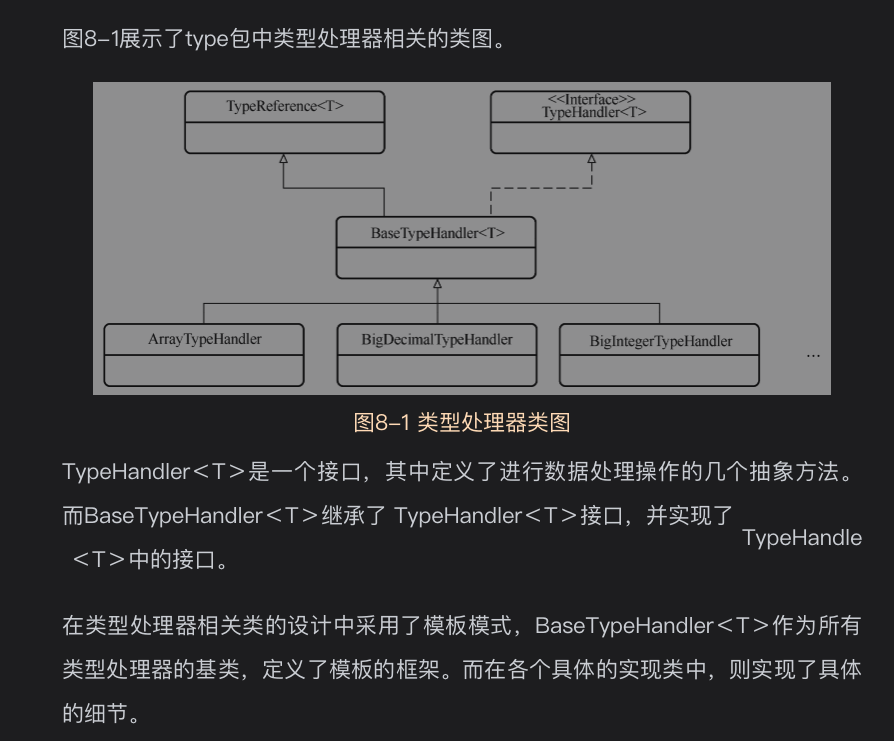 图8-1展示了type包中类型处理器相关的类图。
TypeReference<T>
<<Interface>>
TypeHandler<T>
BaseTypeHandler<T>
ArrayTypeHandler
BigDecimalTypeHandler
BigIntegerTypeHandler
...
图8-1 类型处理器类图
TypeHandler＜T＞是一个接口，其中定义了进行数据处理操作的几个抽象方法。
而BaseTypeHandler＜T＞继承了 TypeHandler＜T＞接口，并实现了
TypeHandle
＜T＞中的接口。
在类型处理器相关类的设计中采用了模板模式，BaseTypeHandler＜T＞作为所有
类型处理器的基类，定义了模板的框架。而在各个具体的实现类中，则实现了具体
的细节。